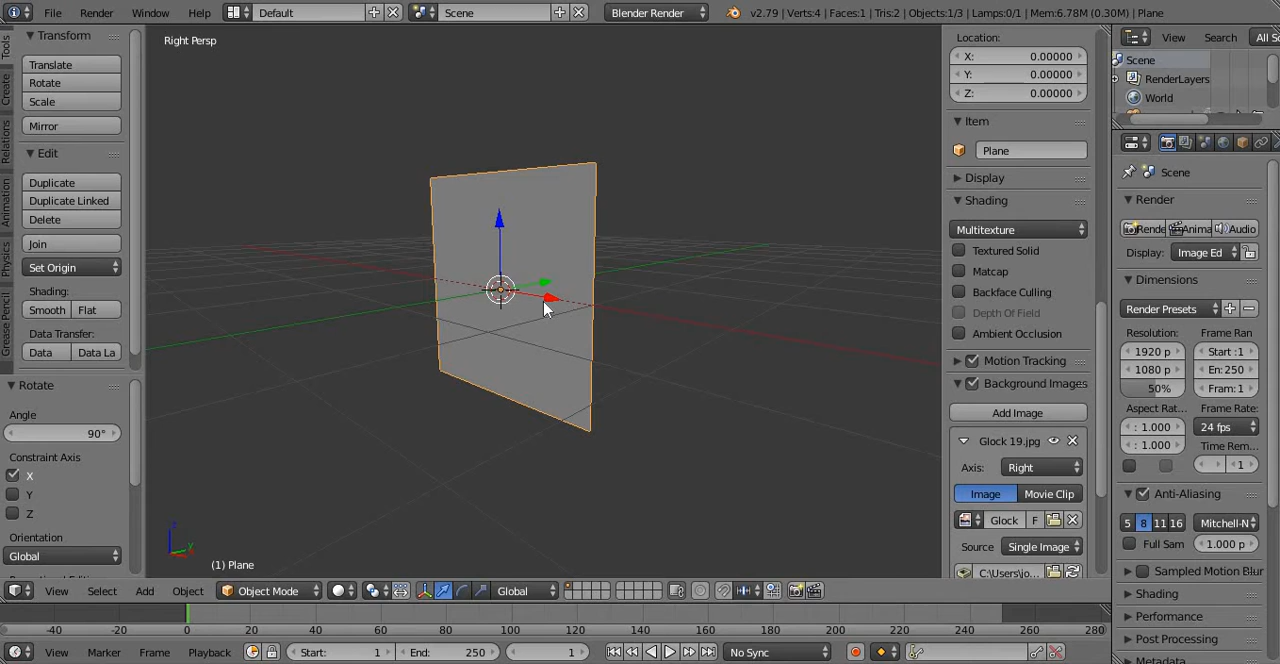 File Render Window Help Default Scene Blender Render v2.79 | Verts:4 | Faces:1 | Tris:2 | Objects:1/3 | Lamps:0/1 | Mem:6.78M (0.30M) | Plane
Tools
Create
Relations
Animation
Physics
Grease Pencil
Transform
Translate
Rotate
Scale
Mirror
Edit
Duplicate
Duplicate Linked
Delete
Join
Set Origin
Shading:
Smooth Flat
Data Transfer:
Data Data La
Rotate
Angle
90°
Constraint Axis
X
Y
Z
Orientation
Global
Right Persp
z
y
(1) Plane
Location:
X: 0.00000
Y: 0.00000
Z: 0.00000
Item
Plane
Display
Shading
Multitexture
Textured Solid
Matcap
Backface Culling
Depth Of Field
Ambient Occlusion
Motion Tracking
Background Images
Add Image
Glock 19.jpg
Axis: Right
Image Movie Clip
Glock F
Source Single Image
C:\Users\jo...
View Search All Sc
Scene
RenderLayers
World
Scene
Render
Rende Anima Audio
Display: Image Ed
Dimensions
Render Presets
Resolution: Frame Ran
1920 p Start :1
1080 p En: 250
50% Fram: 1
Aspect Rat... Frame Rate:
: 1.000 24 fps
: 1.000 Time Rem...
1
Anti-Aliasing
5 8 11 16 Mitchell-N
Full Sam 1.000 p
Sampled Motion Blur
Shading
Performance
Post Processing
Metadata
View Select Add Object Object Mode Global
-40 -20 0 20 40 60 80 100 120 140 160 180 200 220 240 260 280
View Marker Frame Playback Start: 1 End: 250 1 No Sync